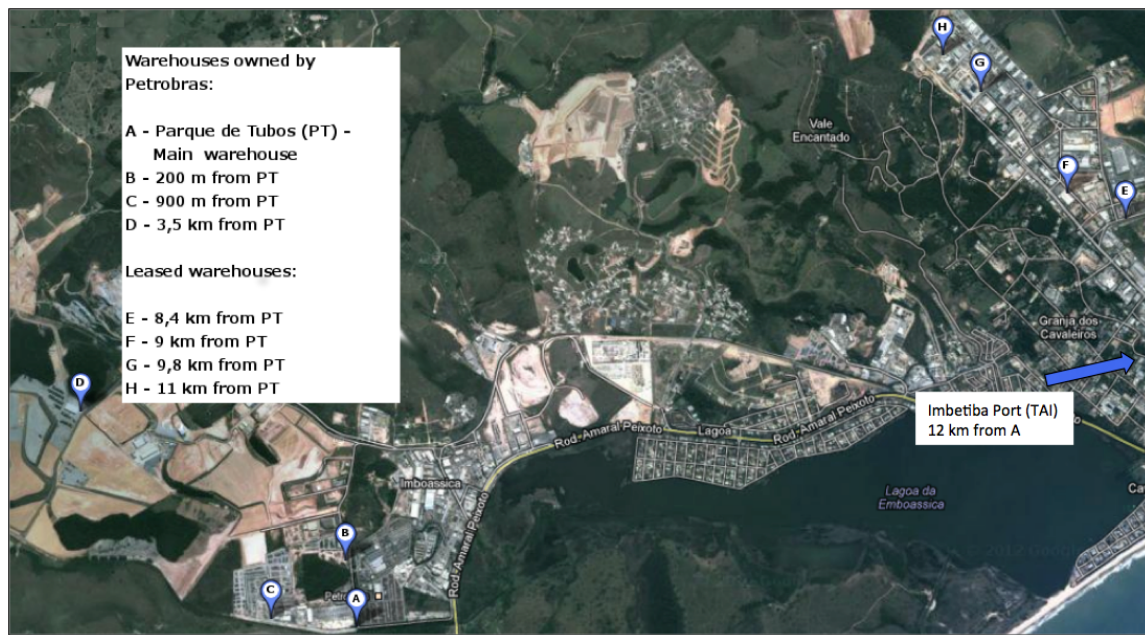 Warehouses owned by
Petrobras:
A - Parque de Tubos (PT) -
Main warehouse
B - 200 m from PT
C - 900 m from PT
D - 3,5 km from PT
Leased warehouses:
E - 8,4 km from PT
F - 9 km from PT
G - 9,8 km from PT
H - 11 km from PT
H
G
Vale
Encantado
F
E
Granja dos
Cavaleiros
D
Imbetiba Port (TAI)
12 km from A
Rod. Amaral Peixoto
Lagoa
Rod-Amaral Peixoto
Imboassica
Lagoa da
Emboassica
Rod-Amaral Peixoto
B
C
A